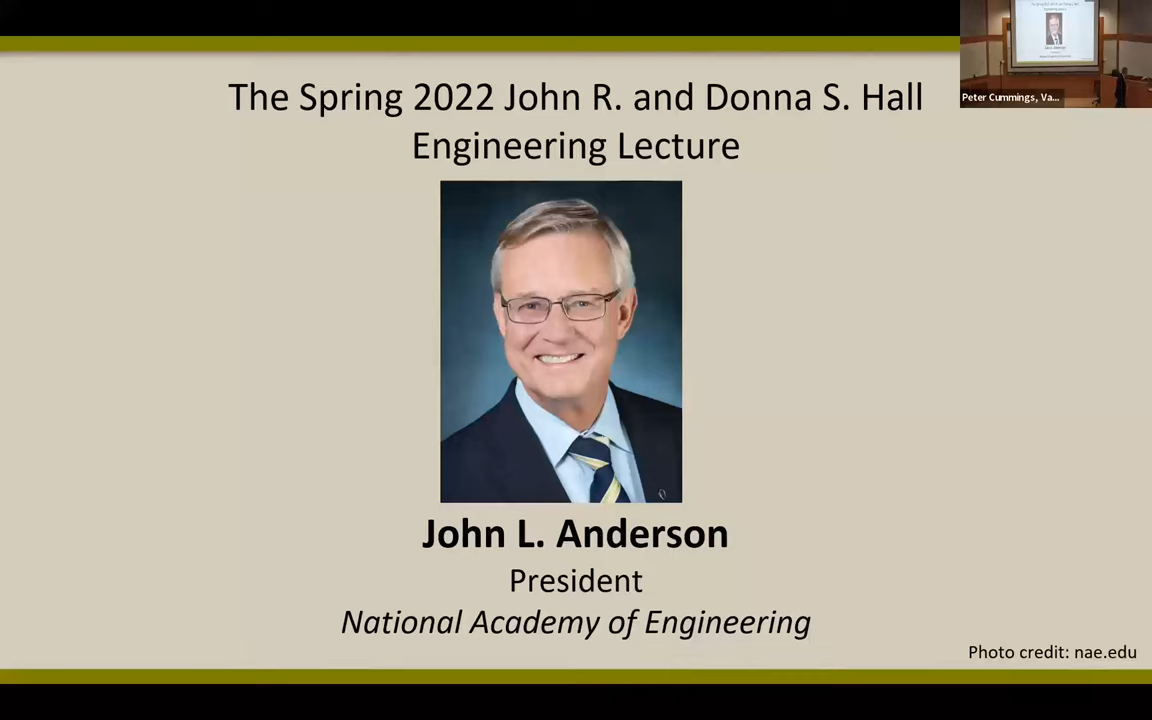 The Spring 2022 John R. and Donna S. Hall
Engineering Lecture
Peter Cummings, Va...
John L. Anderson
President
National Academy of Engineering
Photo credit: nae.edu